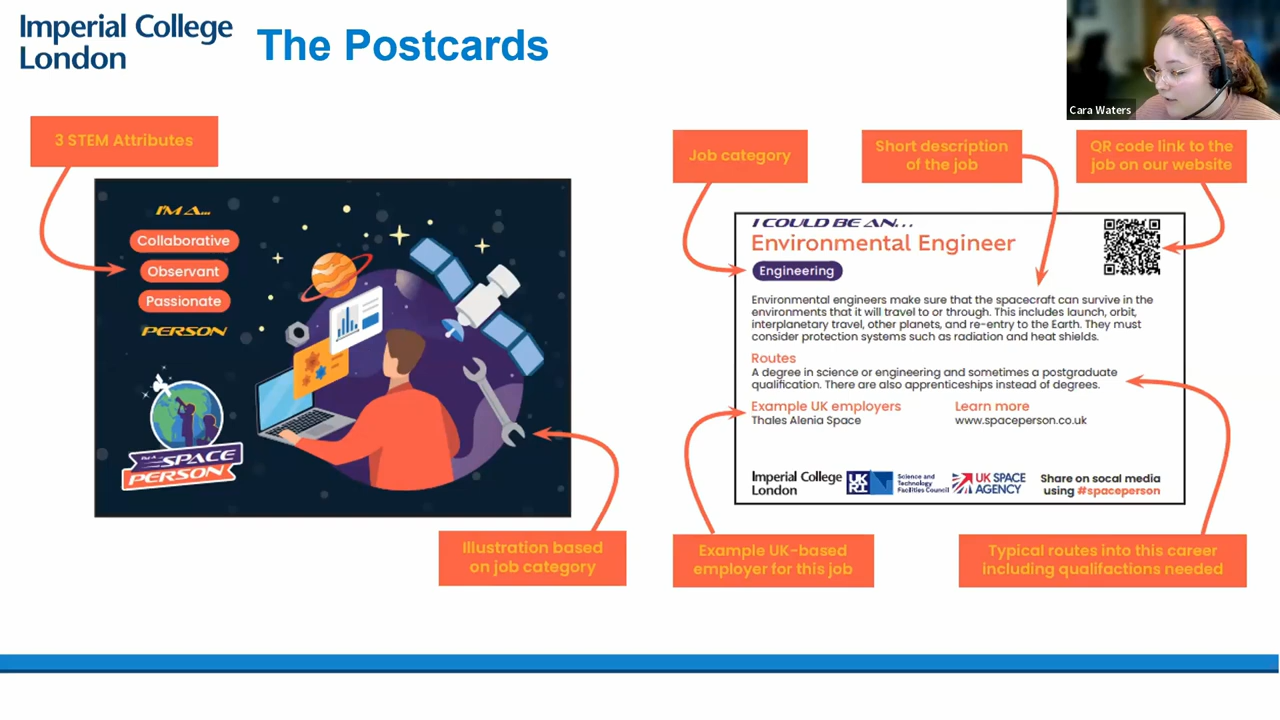 Imperial College
London
The Postcards
Cara Waters
3 STEM Attributes
I'M A...
Collaborative
Observant
Passionate
PERSON
I'M A...
SPACE
PERSON
Illustration based
on job category
Job category
Short description
of the job
QR code link to the
job on our website
I COULD BE AN...
Environmental Engineer
Engineering
Environmental engineers make sure that the spacecraft can survive in the
environments that it will travel to or through. This includes launch, orbit,
interplanetary travel, other planets, and re-entry to the Earth. They must
consider protection systems such as radiation and heat shields.
Routes
A degree in science or engineering and sometimes a postgraduate
qualification. There are also apprenticeships instead of degrees.
Example UK employers
Thales Alenia Space
Learn more
www.spaceperson.co.uk
Imperial College
London
UK
RI
Science and
Technology
Facilities Council
UK SPACE
AGENCY
Share on socal media
using #spaceperson
Example UK-based
employer for this job
Typical routes into this career
including qualifactions needed